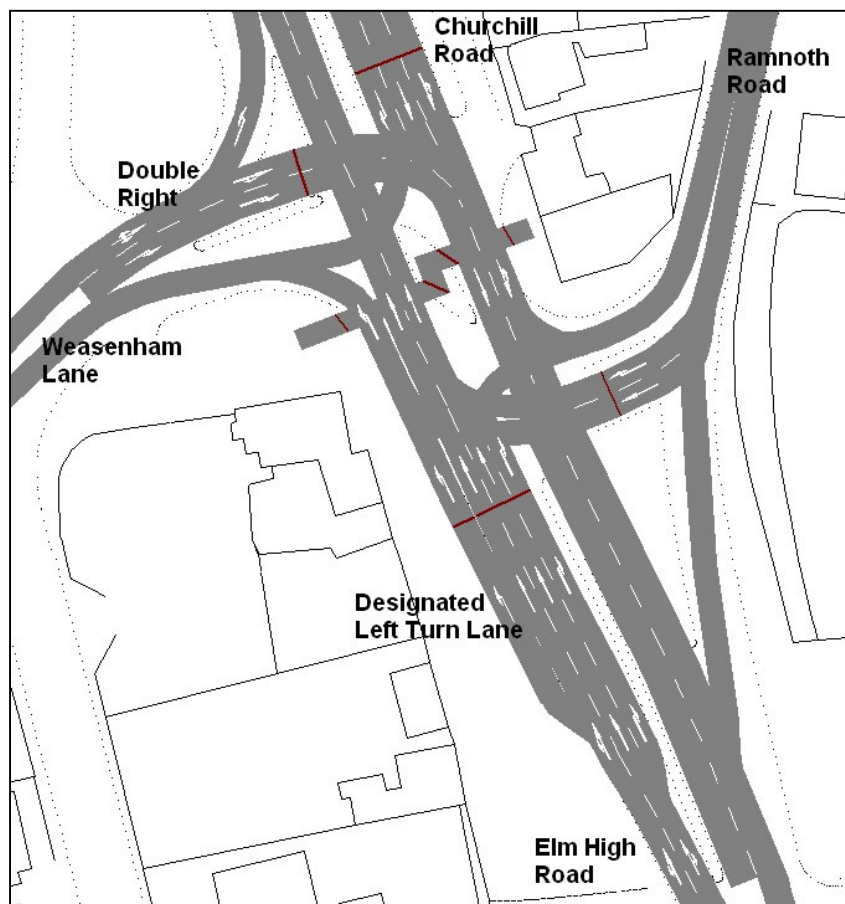 Churchill
Road
Ramnoth
Road
Double
Right
Weasenham
Lane
Designated
Left Turn Lane
Elm High
Road